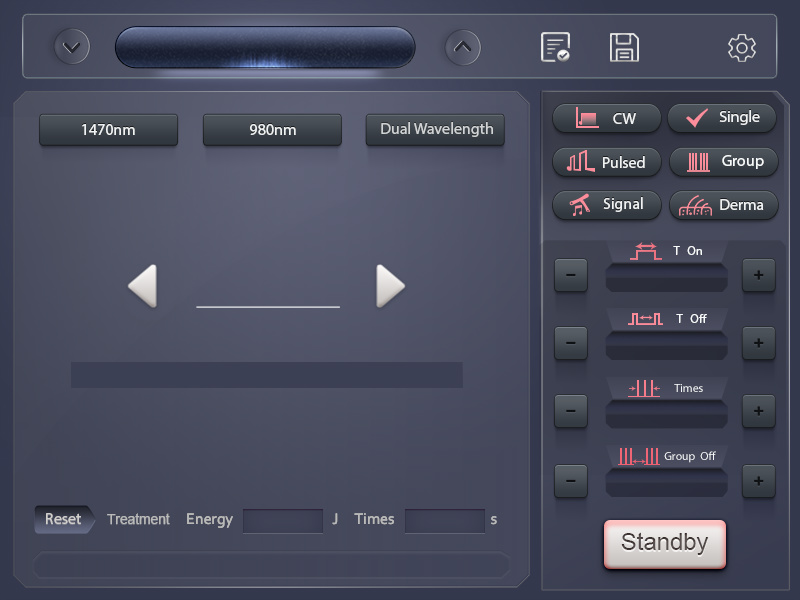 1470nm
980nm
Dual Wavelength
CW
Single
Pulsed
Group
Signal
Derma
T On
T Off
Times
Group Off
Reset
Treatment
Energy
J
Times
s
Standby